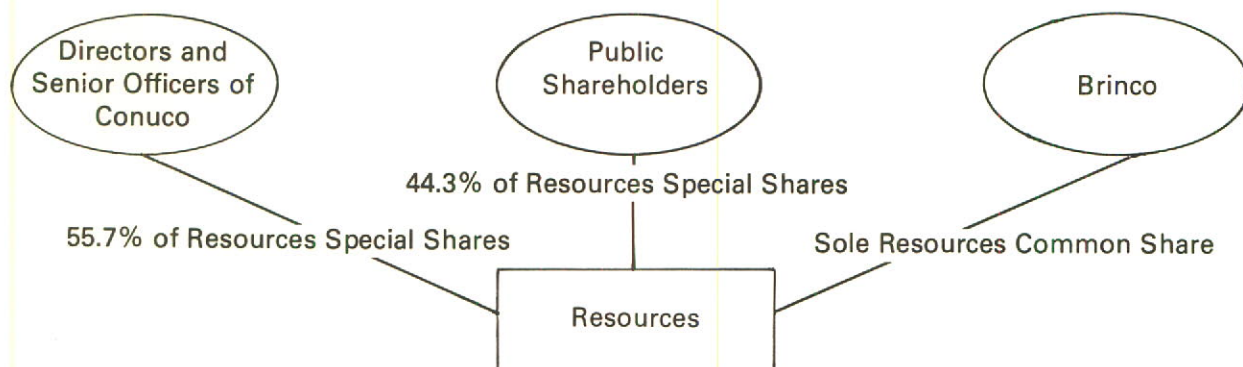 Directors and
Senior Officers of
Conuco
Public
Shareholders
Brinco
44.3% of Resources Special Shares
55.7% of Resources Special Shares
Sole Resources Common Share
Resources